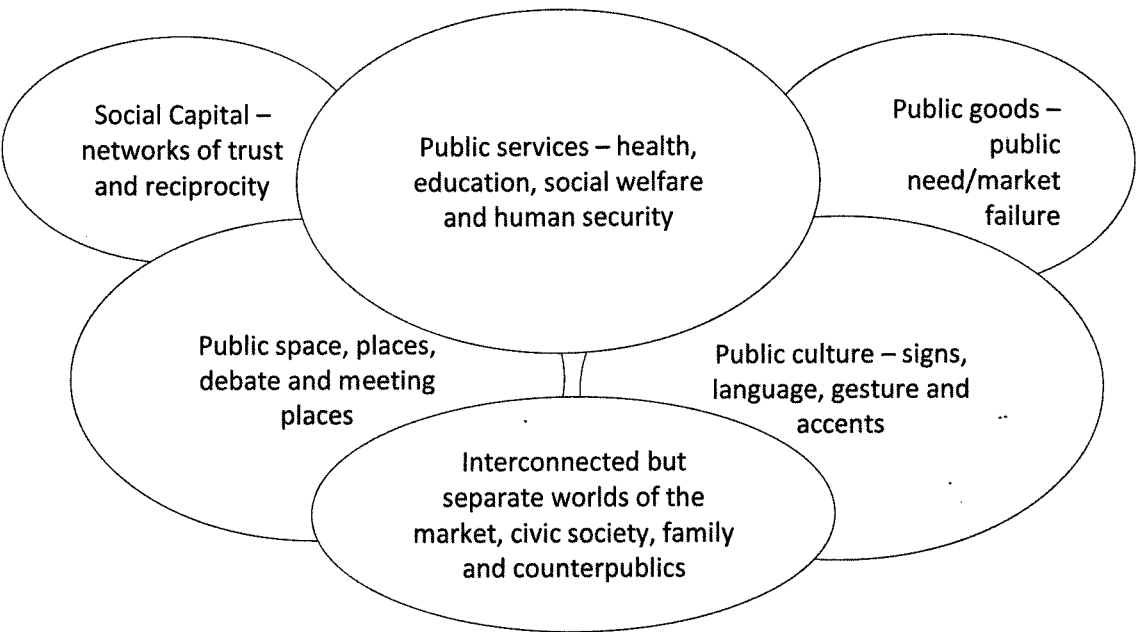 Social Capital –
networks of trust
and reciprocity
Public services – health,
education, social welfare
and human security
Public goods –
public
need/market
failure
Public space, places,
debate and meeting
places
Public culture – signs,
language, gesture and
accents
Interconnected but
separate worlds of the
market, civic society, family
and counterpublics